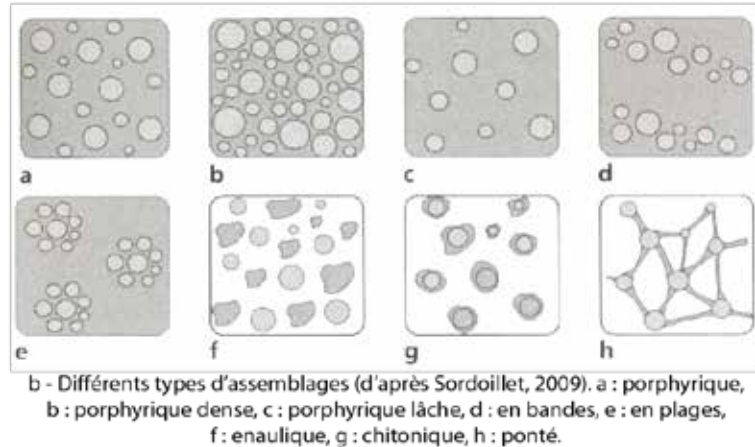 a b c d
e f g h
b - Différents types d'assemblages (d'après Sordoillet, 2009). a : porphyrique,
b : porphyrique dense, c : porphyrique lâche, d : en bandes, e : en plages,
f : enaulique, g : chitonique, h : ponté.